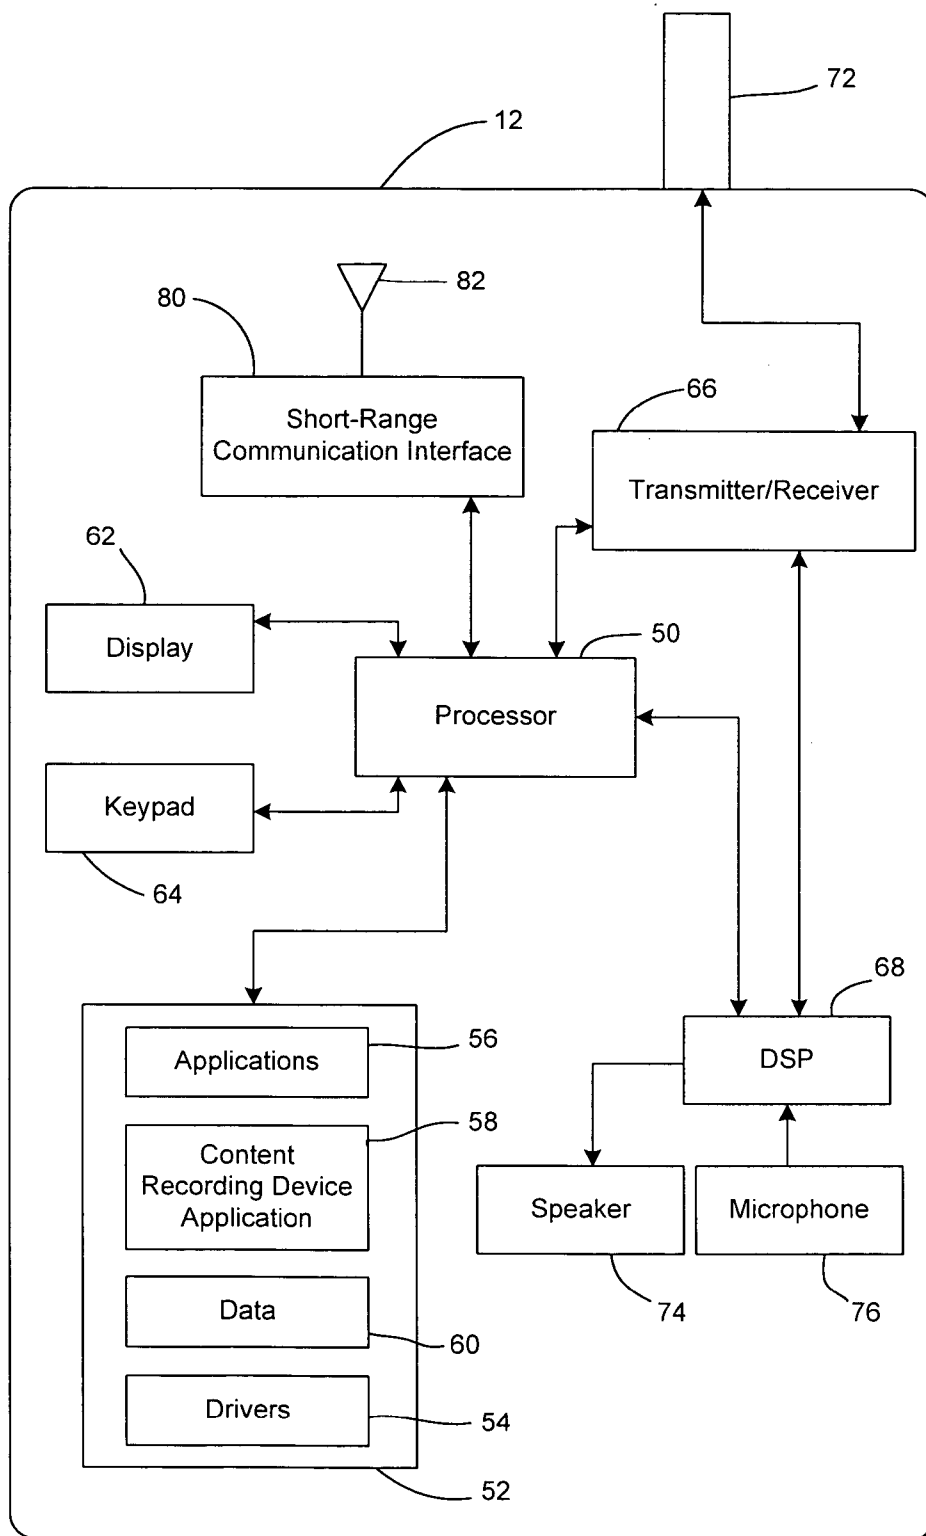 72
12
82
80
Short-Range
Communication Interface
66
Transmitter/Receiver
62
Display
50
Processor
Keypad
64
68
DSP
56
Applications
58
Content
Recording Device
Application
Speaker
Microphone
74
76
Data
60
Drivers
54
52